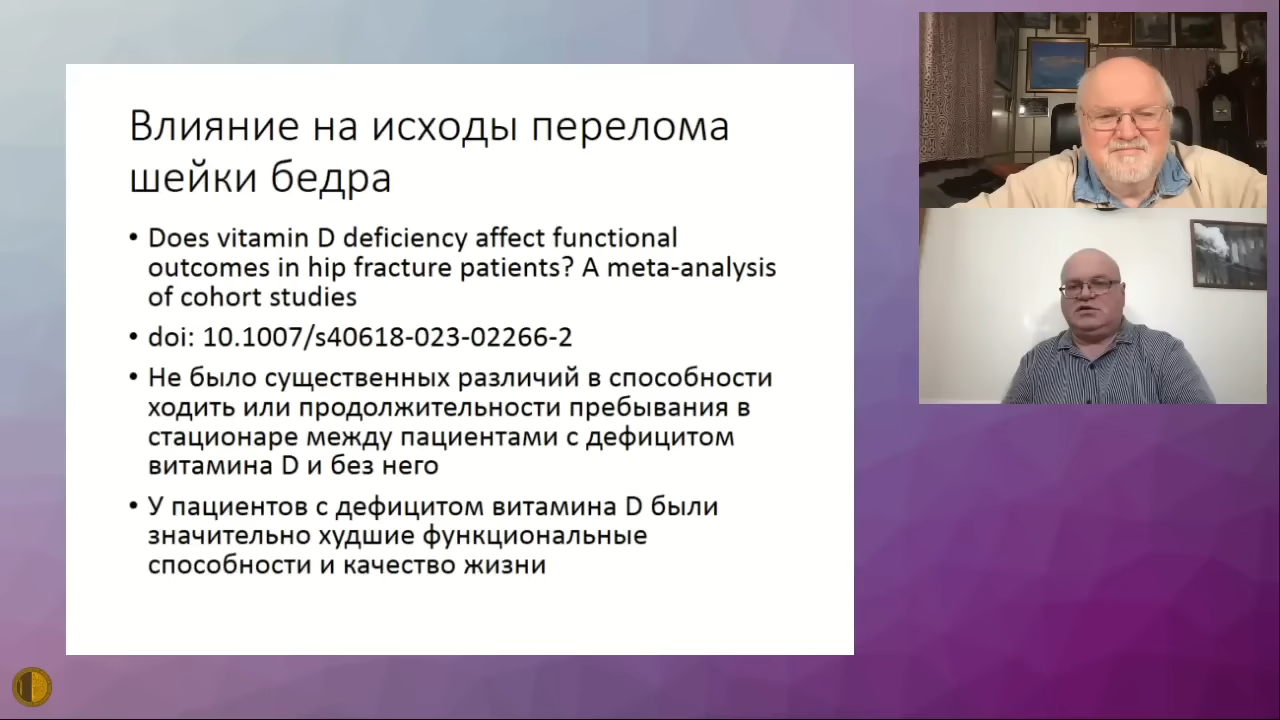 Влияние на исходы перелома
шейки бедра
• Does vitamin D deficiency affect functional
outcomes in hip fracture patients? A meta-analysis
of cohort studies
• doi: 10.1007/s40618-023-02266-2
• Не было существенных различий в способности
ходить или продолжительности пребывания в
стационаре между пациентами с дефицитом
витамина D и без него
• У пациентов с дефицитом витамина D были
значительно худшие функциональные
способности и качество жизни